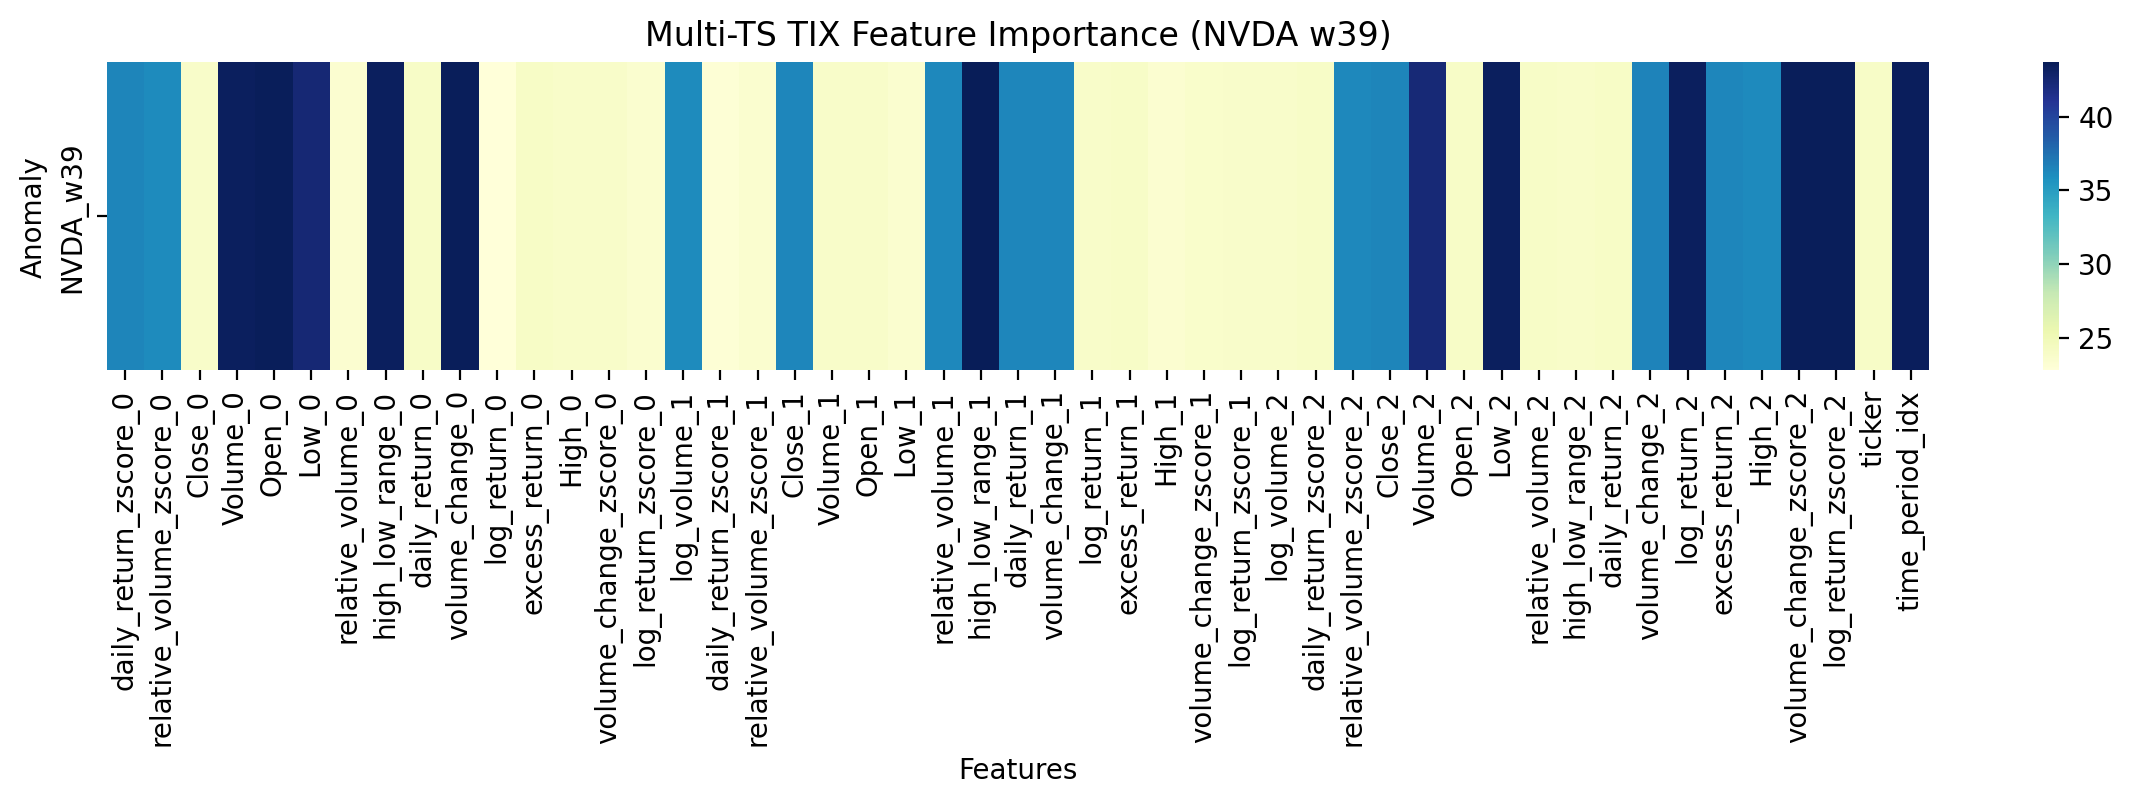 Multi-TS TIX Feature Importance (NVDA w39)
Anomaly
NVDA_w39
40
35
30
25
daily_return_zscore_0
relative_volume_zscore_0
Close_0
Volume_0
Open_0
Low_0
relative_volume_0
high_low_range_0
daily_return_0
volume_change_0
log_return_0
excess_return_0
High_0
volume_change_zscore_0
log_return_zscore_0
log_volume_1
daily_return_zscore_1
relative_volume_zscore_1
Close_1
Volume_1
Open_1
Low_1
relative_volume_1
high_low_range_1
daily_return_1
volume_change_1
log_return_1
excess_return_1
High_1
volume_change_zscore_1
log_return_zscore_1
log_volume_2
daily_return_zscore_2
relative_volume_zscore_2
Close_2
Volume_2
Open_2
Low_2
relative_volume_2
high_low_range_2
daily_return_2
volume_change_2
log_return_2
excess_return_2
High_2
volume_change_zscore_2
log_return_zscore_2
ticker
time_period_idx
Features